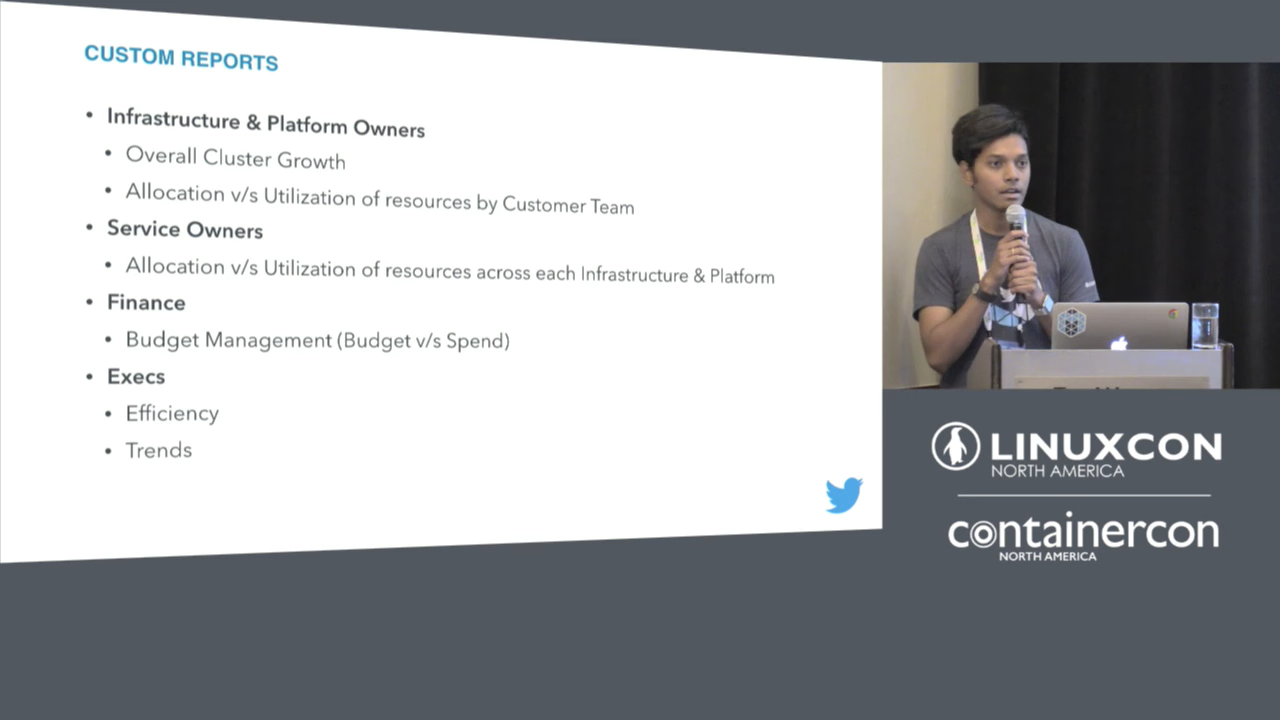 CUSTOM REPORTS
• Infrastructure & Platform Owners
• Overall Cluster Growth
• Allocation v/s Utilization of resources by Customer Team
• Service Owners
• Allocation v/s Utilization of resources across each Infrastructure & Platform
• Finance
• Budget Management (Budget v/s Spend)
• Execs
• Efficiency
• Trends
LINUXCON
NORTH AMERICA
containercon
NORTH AMERICA